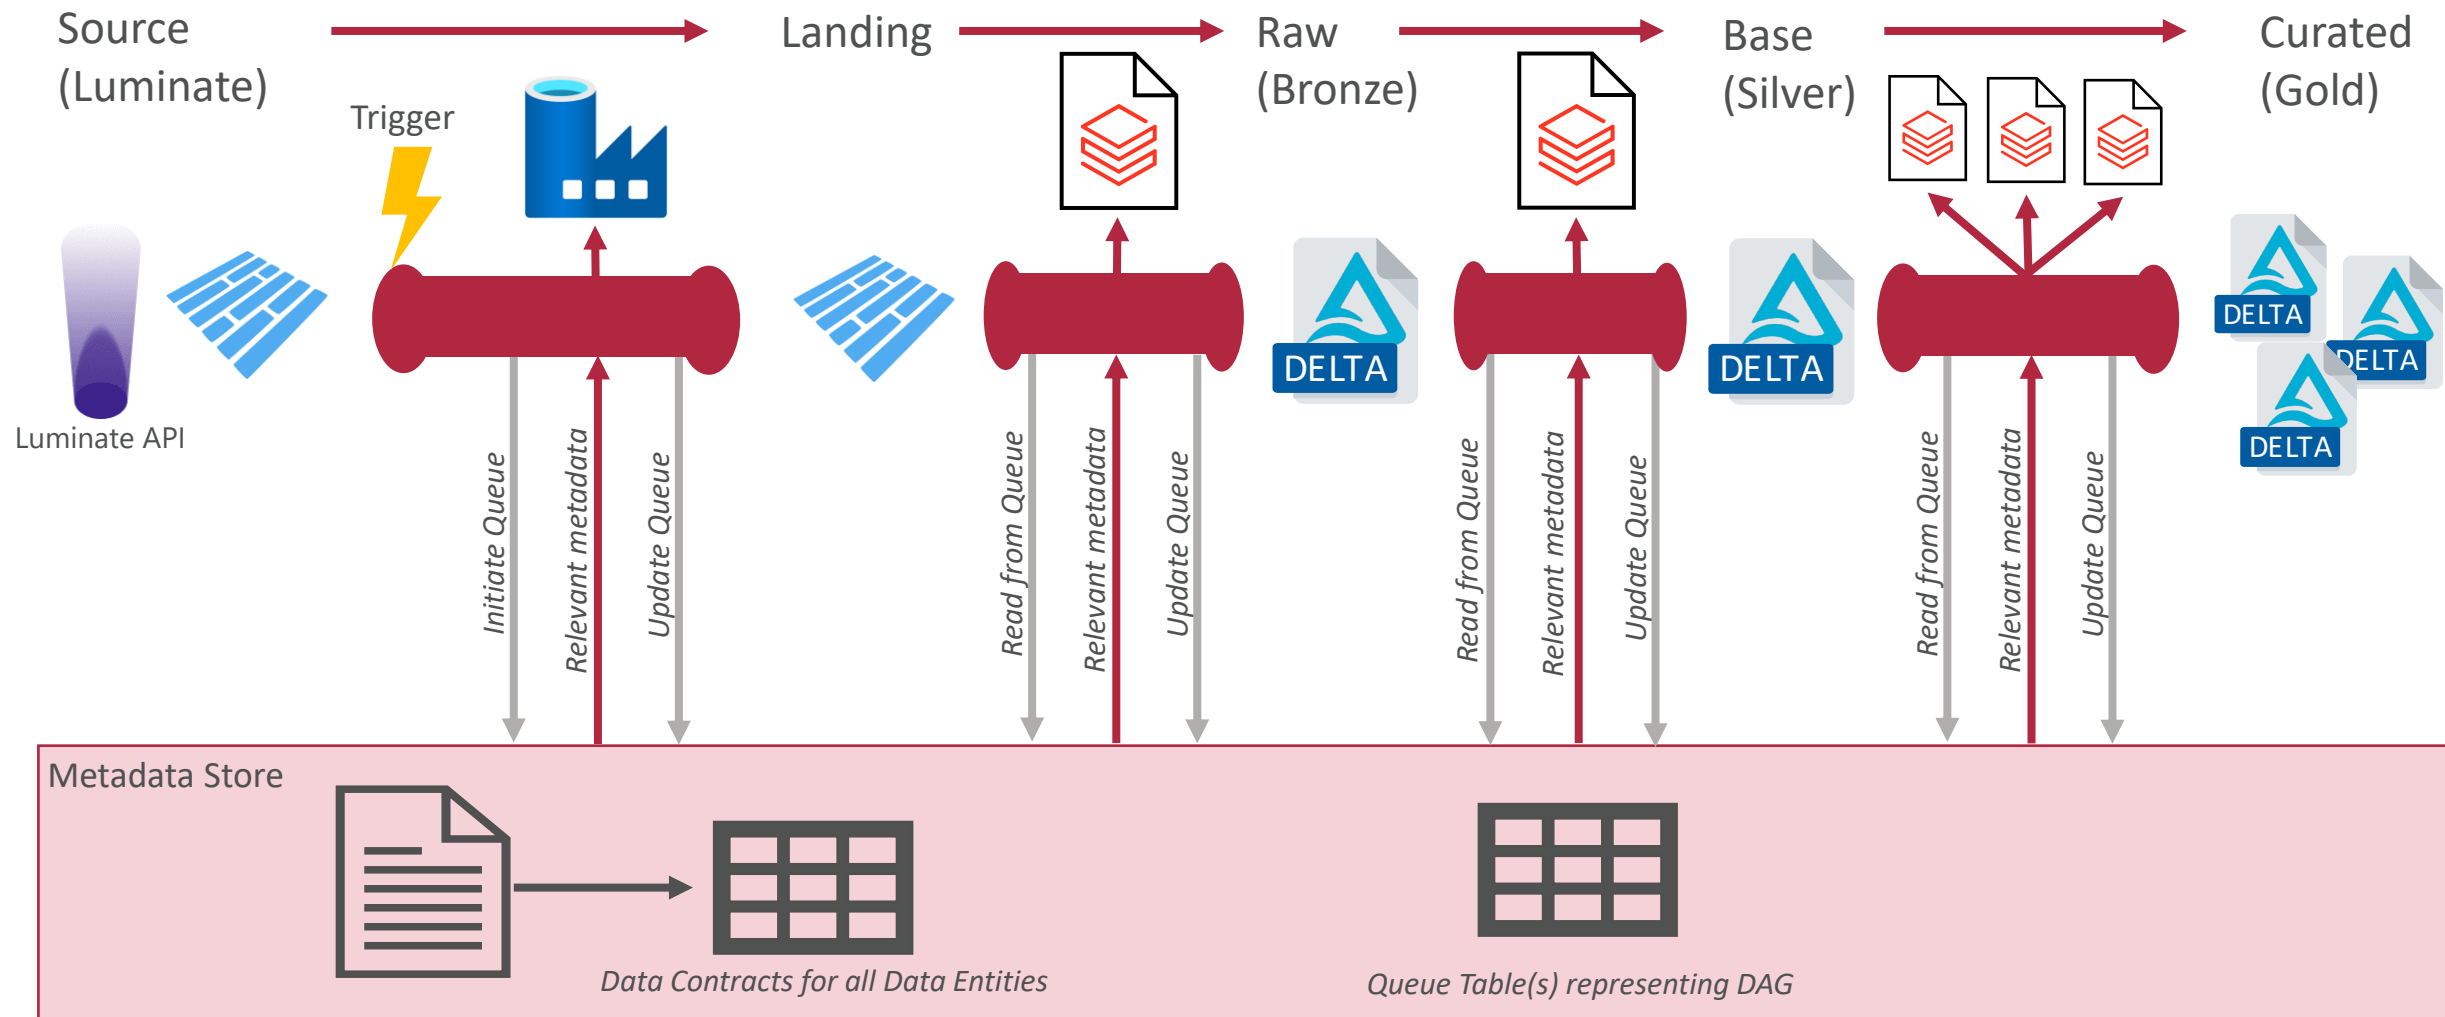 Source
(Luminate)
Landing
Raw
(Bronze)
Base
(Silver)
Curated
(Gold)
Trigger
Luminate API
DELTA
DELTA
DELTA
DELTA
DELTA
Initiate Queue
Relevant metadata
Update Queue
Read from Queue
Relevant metadata
Update Queue
Read from Queue
Relevant metadata
Update Queue
Read from Queue
Relevant metadata
Update Queue
Metadata Store
Data Contracts for all Data Entities
Queue Table(s) representing DAG